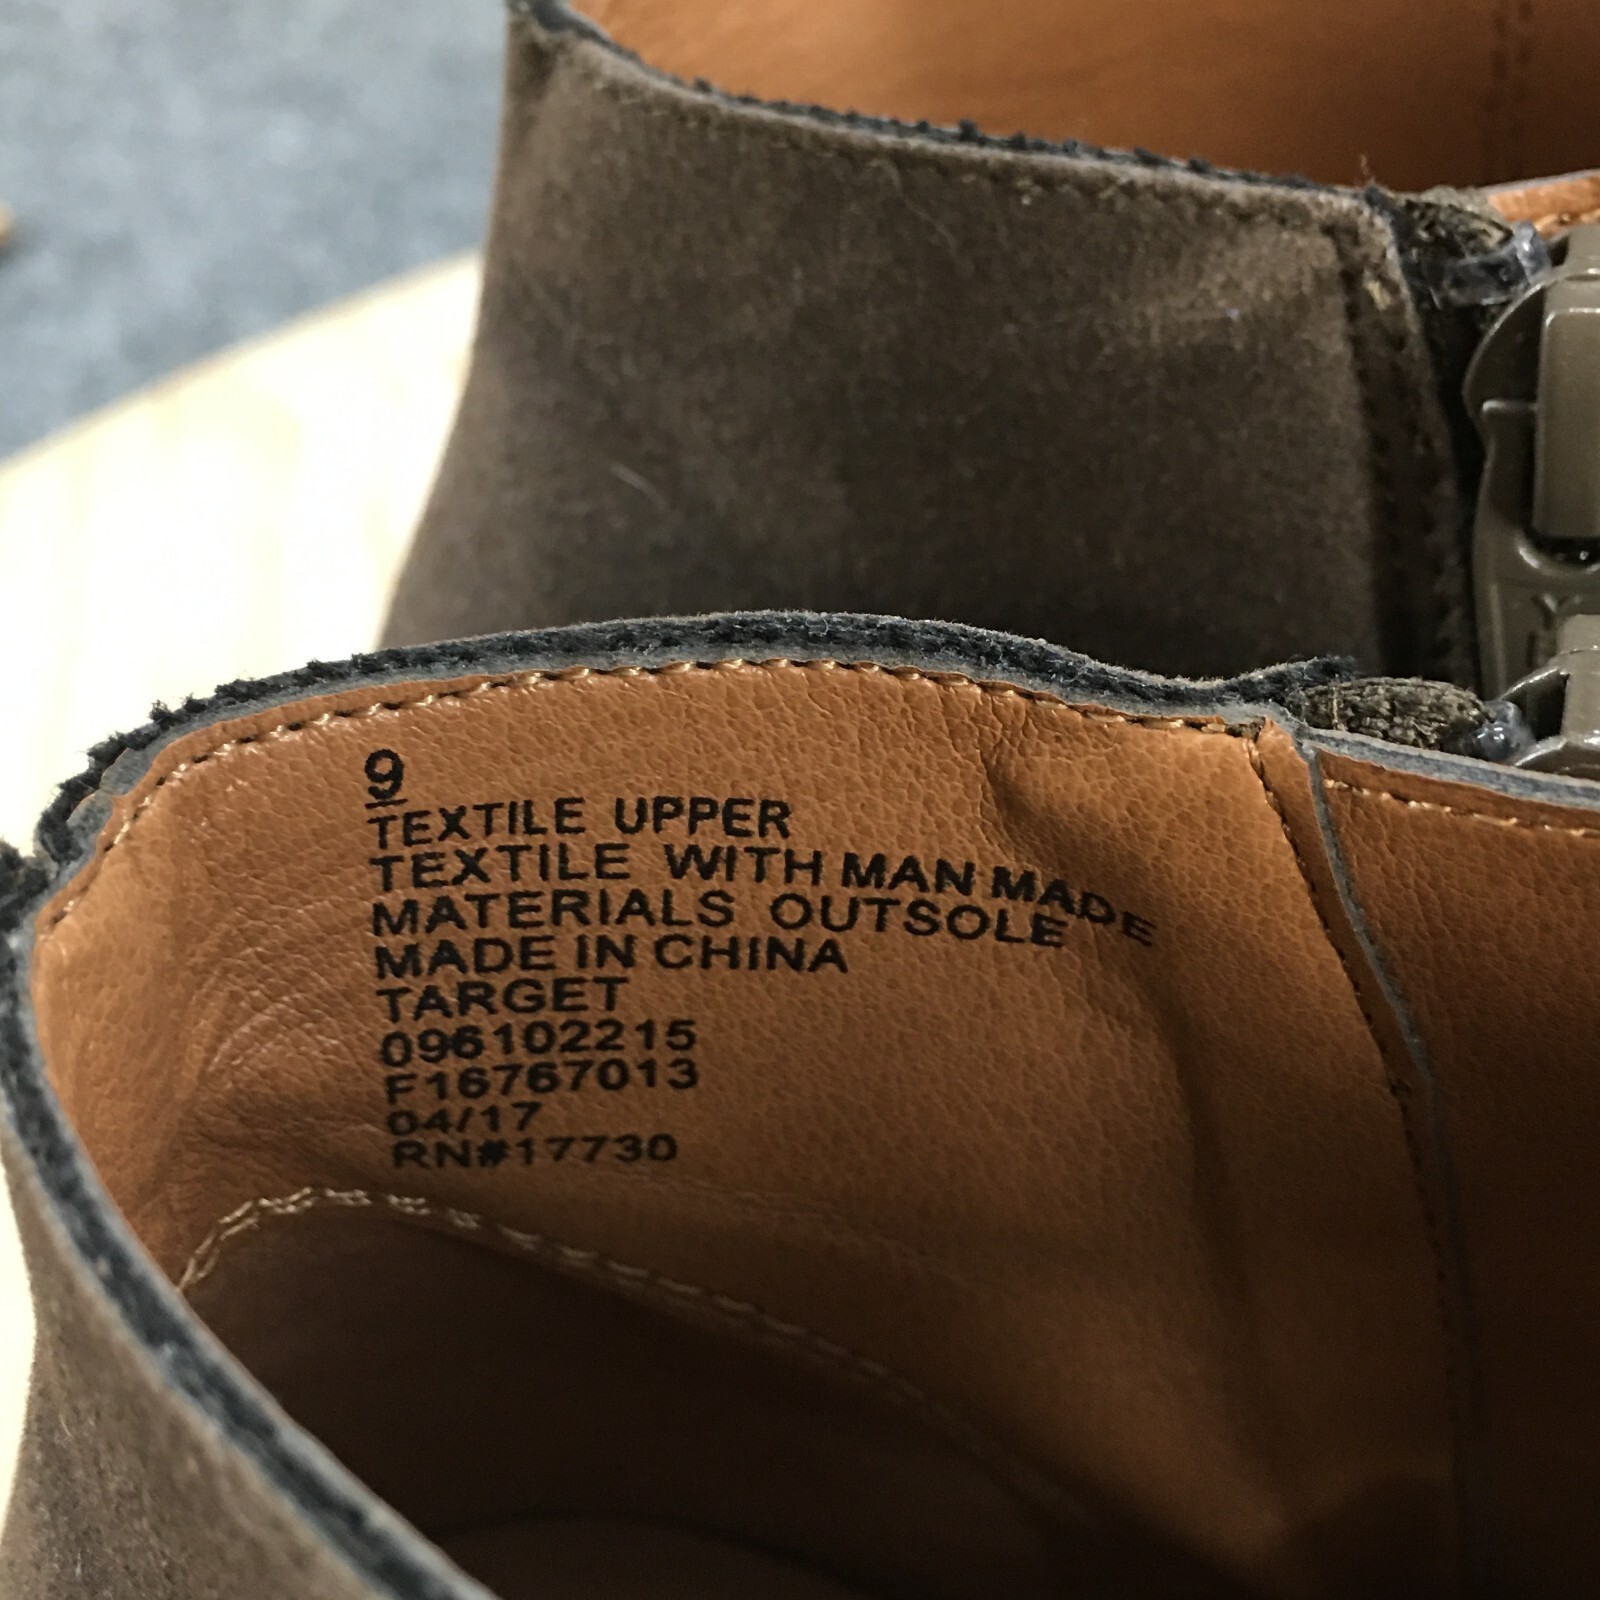 9
TEXTILE UPPER
TEXTILE WITH MAN MADE
MATERIALS OUTSOLE
MADE IN CHINA
TARGET
096102215
F16767013
04/17
RN#17730